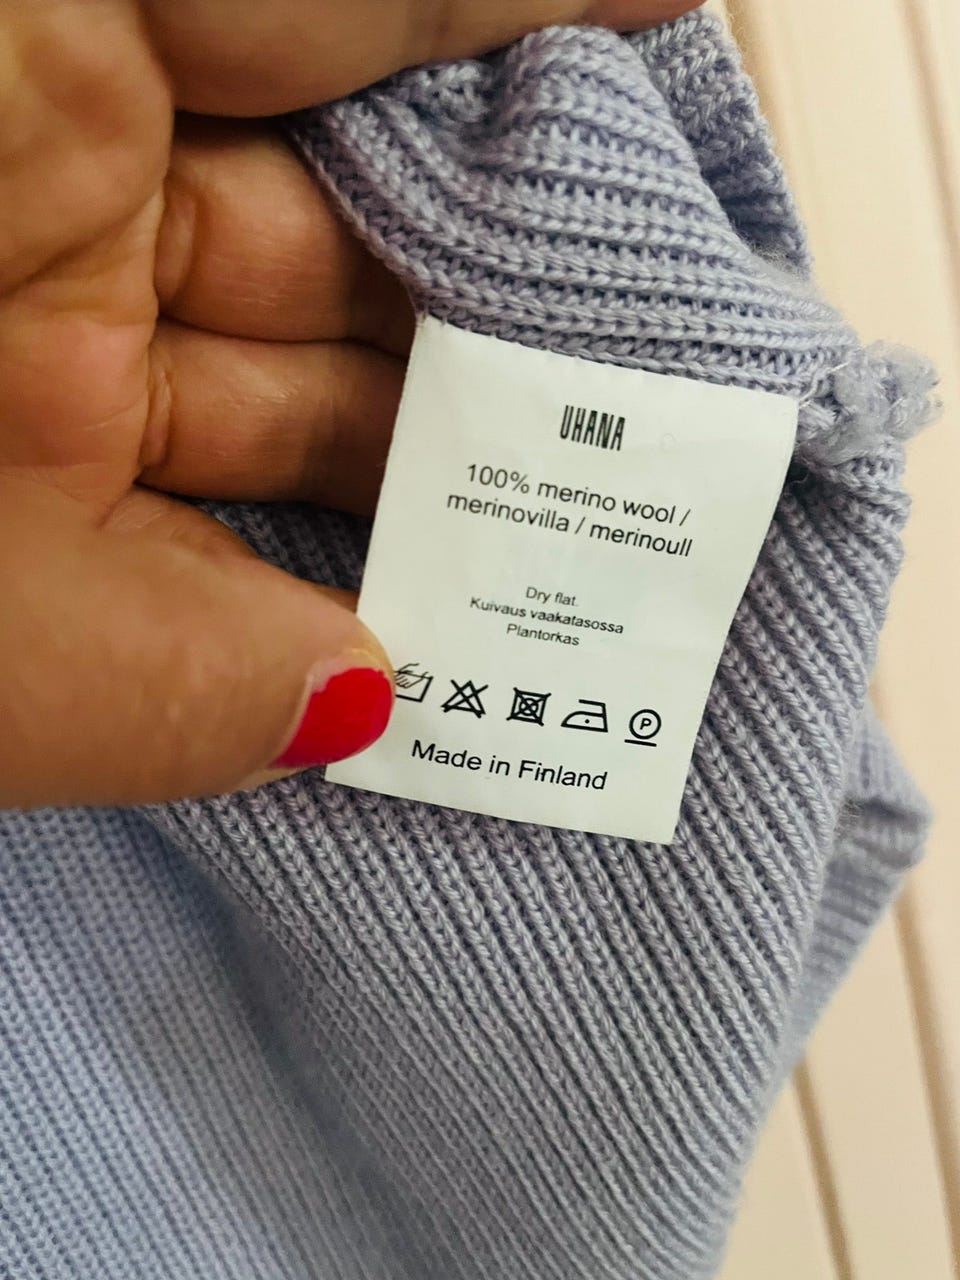 UHANA
100% merino wool /
merinovilla / merinoull
Dry flat.
Kuivaus vaakatasossa
Plantorkas
P
Made in Finland